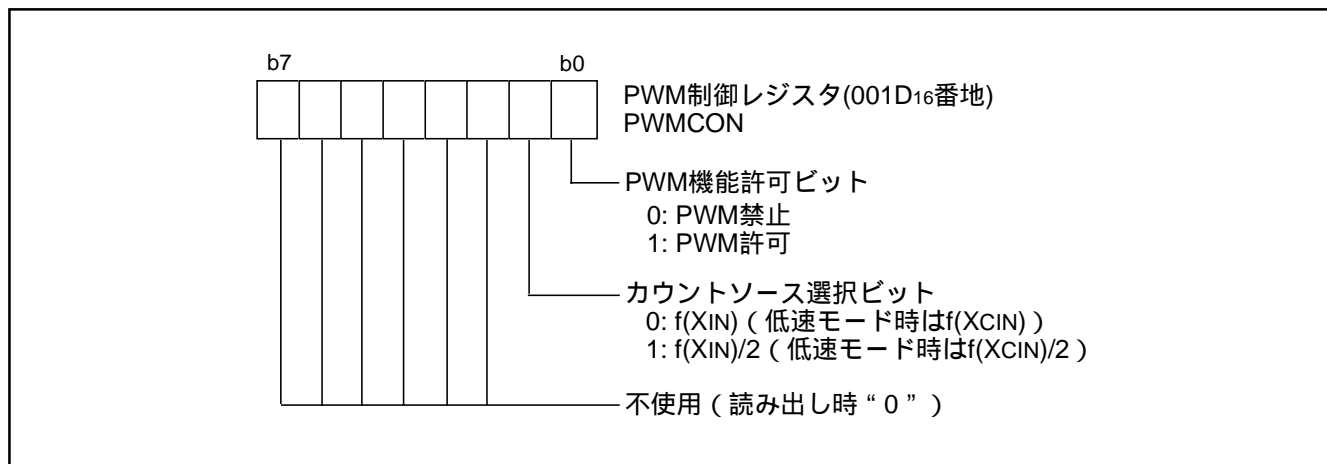 b7 b0
PWM制御レジスタ(001D16番地)
PWMCON
PWM機能許可ビット
0: PWM禁止
1: PWM許可
カウントソース選択ビット
0: f(XIN)（低速モード時はf(XCIN)）
1: f(XIN)/2（低速モード時はf(XCIN)/2）
不使用（読み出し時“0”）